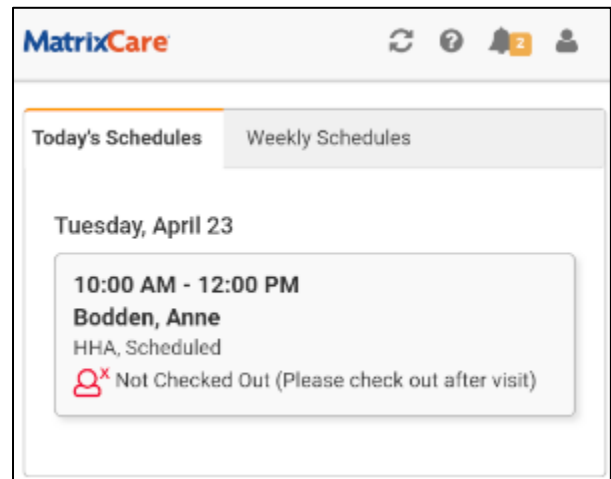 MatrixCare
2
Today's Schedules Weekly Schedules
Tuesday, April 23
10:00 AM - 12:00 PM
Bodden, Anne
HHA, Scheduled
Not Checked Out (Please check out after visit)